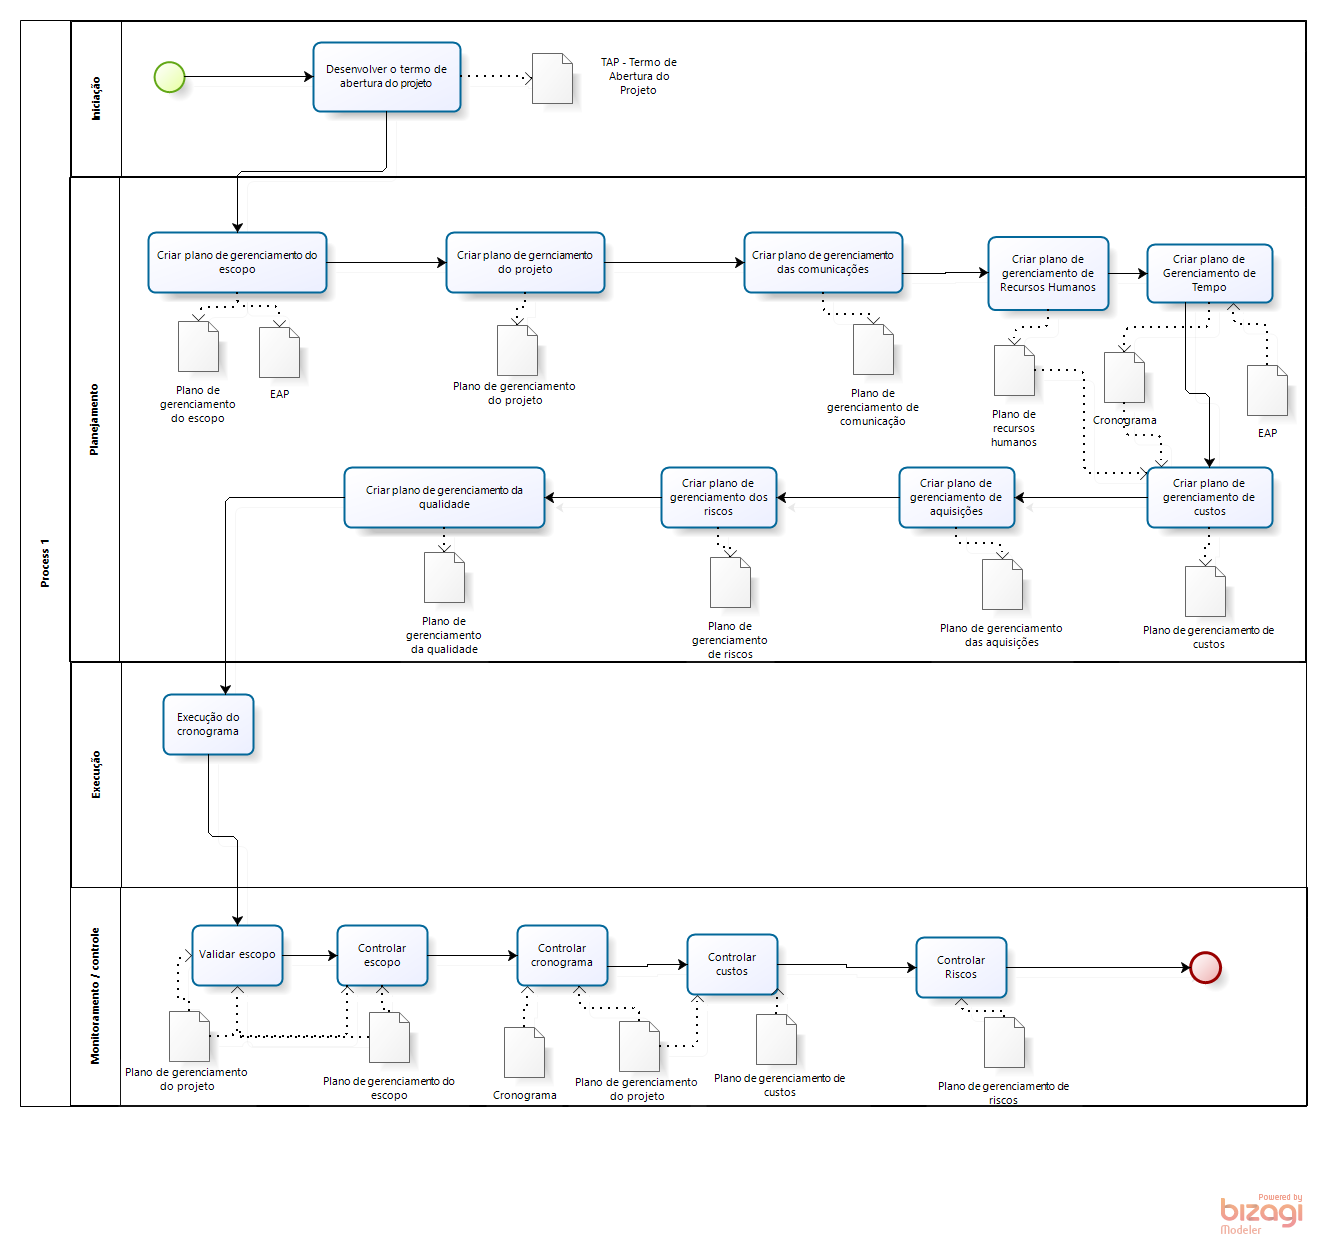 Process 1
Iniciação
Desenvolver o termo de
abertura do projeto
TAP - Termo de
Abertura do
Projeto
Planejamento
Criar plano de gerenciamento do
escopo
Criar plano de gernciamento
do projeto
Criar plano de gerenciamento
das comunicações
Criar plano de
gerenciamento de
Recursos Humanos
Criar plano de
Gerenciamento de
Tempo
Plano de
gerenciamento
do escopo
EAP
Plano de gerenciamento
do projeto
Plano de
gerenciamento de
comunicação
Plano de
recursos
humanos
Cronograma
EAP
Criar plano de gerenciamento da
qualidade
Criar plano de
gerenciamento dos
riscos
Criar plano de
gerenciamento de
aquisições
Criar plano de
gerenciamento de
custos
Plano de
gerenciamento
da qualidade
Plano de
gerenciamento
de riscos
Plano de gerenciamento
das aquisições
Plano de gerenciamento de
custos
Execução
Execução do
cronograma
Monitoramento / controle
Validar escopo
Controlar
escopo
Controlar
cronograma
Controlar
custos
Controlar
Riscos
Plano de gerenciamento
do projeto
Plano de gerenciamento do
escopo
Cronograma
Plano de gerenciamento
do projeto
Plano de gerenciamento de
custos
Plano de gerenciamento de
riscos
Powered by
bizagi
Modeler